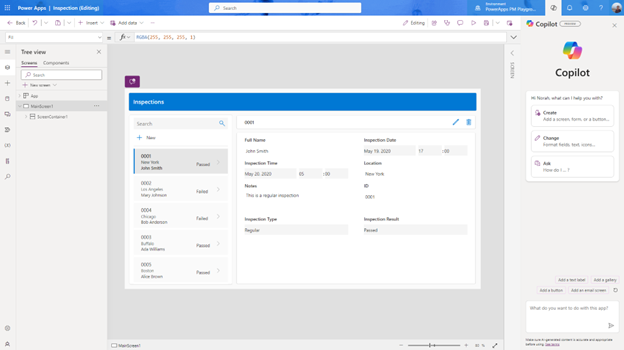 Power Apps | Inspection (Editing)
Search
Environment
PowerApps PM Playgro...
Back
Insert
Add data
Editing
Fill
=
fx
RGBA(255, 255, 255, 1)
Tree view
Screens Components
Search
New screen
App
MainScreen1
ScreenContainer1
Inspections
Search
New
0001
New York
John Smith
Passed
0002
Los Angeles
Mary Johnson
Failed
0004
Chicago
Bob Anderson
Failed
0003
Buffalo
Ada Williams
Passed
0005
Boston
Alice Brown
Passed
0001
Full Name
John Smith
Inspection Date
May 19, 2020 17 :00
Inspection Time
May 20, 2020 05 :00
Location
New York
Notes
This is a regular inspection
ID
0001
Inspection Type
Regular
Inspection Result
Passed
MainScreen1
%
Copilot
Copilot
Hi Norah, what can I help you with?
Create
Add a screen, form, or a button...
Change
Format fields, text, icons...
Ask
How do I ... ?
Add a text label Add a gallery
Add a button Add an email screen
What do you want to do with the app?
Make sure AI-generated content is accurate and appropriate
before using. See terms